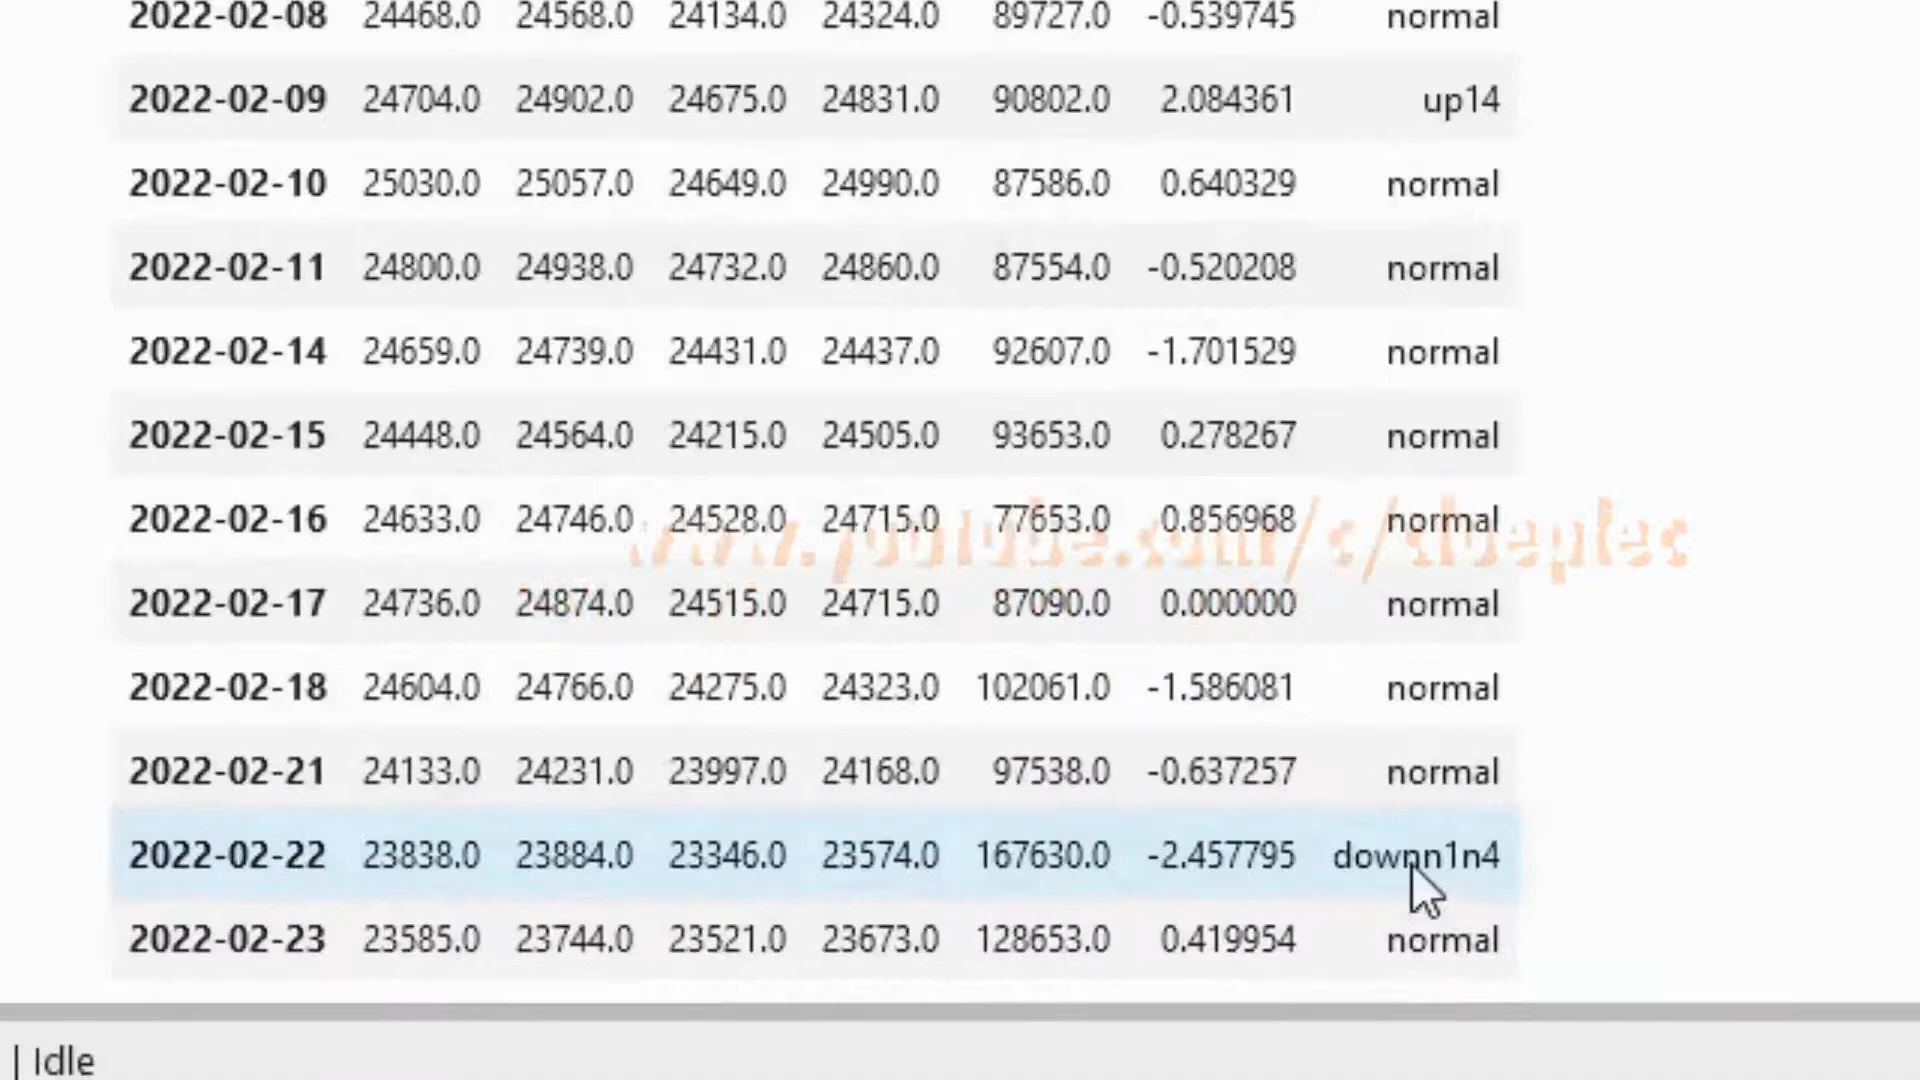 2022-02-08 24468.0 24568.0 24134.0 24324.0 89727.0 -0.539745 normal
2022-02-09 24704.0 24902.0 24675.0 24831.0 90802.0 2.084361 up14
2022-02-10 25030.0 25057.0 24649.0 24990.0 87586.0 0.640329 normal
2022-02-11 24800.0 24938.0 24732.0 24860.0 87554.0 -0.520208 normal
2022-02-14 24659.0 24739.0 24431.0 24437.0 92607.0 -1.701529 normal
2022-02-15 24448.0 24564.0 24215.0 24505.0 93653.0 0.278267 normal
2022-02-16 24633.0 24746.0 24528.0 24715.0 77653.0 0.856968 normal
2022-02-17 24736.0 24874.0 24515.0 24715.0 87090.0 0.000000 normal
2022-02-18 24604.0 24766.0 24275.0 24323.0 102061.0 -1.586081 normal
2022-02-21 24133.0 24231.0 23997.0 24168.0 97538.0 -0.637257 normal
2022-02-22 23838.0 23884.0 23346.0 23574.0 167630.0 -2.457795 downn1n4
2022-02-23 23585.0 23744.0 23521.0 23673.0 128653.0 0.419954 normal
| Idle